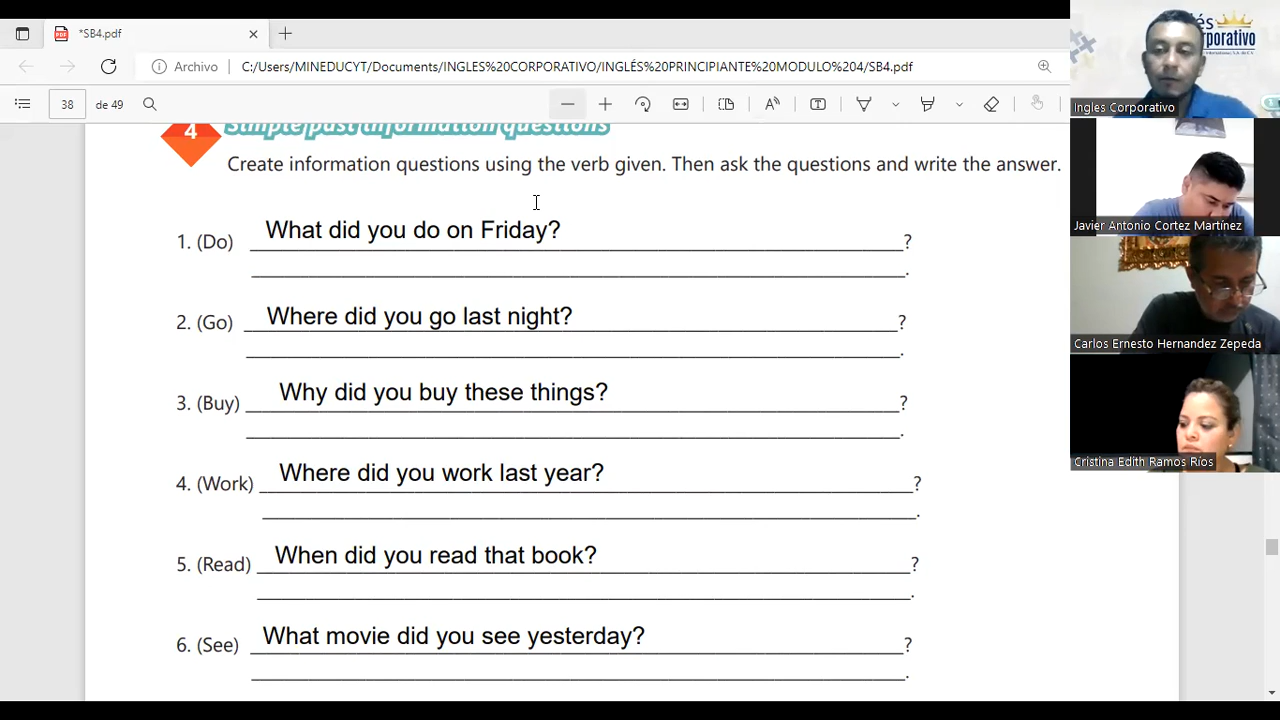 *SB4.pdf
Archivo
C:/Users/MINEDUCYT/Documents/INGLES%20CORPORATIVO/INGLÉS%20PRINCIPIANTE%20MODULO%204/SB4.pdf
38
de 49
4
Simple past information questions
Create information questions using the verb given. Then ask the questions and write the answer.
1. (Do) What did you do on Friday? ?
.
2. (Go) Where did you go last night? ?
.
3. (Buy) Why did you buy these things? ?
.
4. (Work) Where did you work last year? ?
.
5. (Read) When did you read that book? ?
.
6. (See) What movie did you see yesterday? ?
.
Ingles Corporativo
Javier Antonio Cortez Martínez
Carlos Ernesto Hernandez Zepeda
Cristina Edith Ramos Ríos